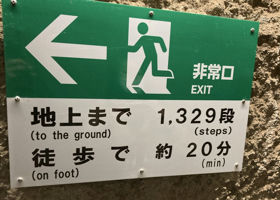 非常口
EXIT
地上まで 1,329段
(to the ground) (steps)
徒歩で 約20分
(on foot) (min)